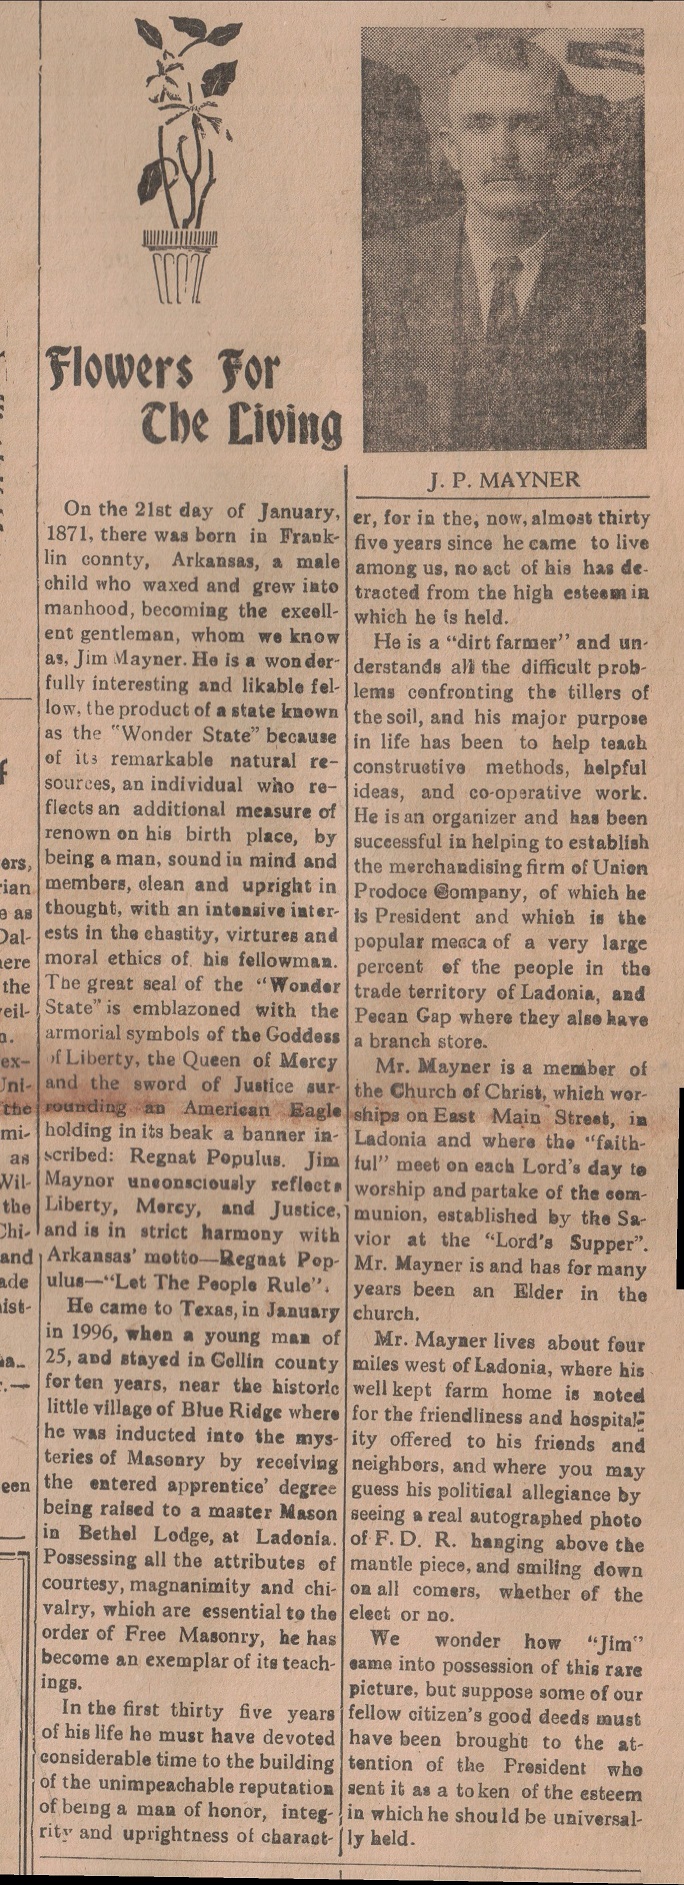 Flowers For
The Living
J. P. MAYNER
On the 21st day of January,
1871, there was born in Frank-
lin connty, Arkansas, a male
child who waxed and grew into
manhood, becoming the excell-
ent gentleman, whom we know
as, Jim Mayner. He is a wonder-
fully interesting and likable fel-
low, the product of a state known
as the "Wonder State" because
of its remarkable natural re-
sources, an individual who re-
flects an additional measure of
renown on his birth place, by
being a man, sound in mind and
members, clean and upright in
thought, with an intensive inter-
ests in the chastity, virtures and
moral ethics of his fellowman.
The great seal of the "Wonder
State" is emblazoned with the
armorial symbols of the Goddess
of Liberty, the Queen of Mercy
and the sword of Justice sur-
rounding an American Eagle
holding in its beak a banner in-
scribed: Regnat Populus. Jim
Maynor unconsciously reflects
Liberty, Mercy, and Justice,
and is in strict harmony with
Arkansas' motto—Regnat Pop-
ulus—"Let The People Rule".
He came to Texas, in January
in 1996, when a young man of
25, and stayed in Collin county
for ten years, near the historic
little village of Blue Ridge where
he was inducted into the mys-
teries of Masonry by receiving
the entered apprentice' degree
being raised to a master Mason
in Bethel Lodge, at Ladonia.
Possessing all the attributes of
courtesy, magnanimity and chi-
valry, which are essential to the
order of Free Masonry, he has
become an exemplar of its teach-
ings.
In the first thirty five years
of his life he must have devoted
considerable time to the building
of the unimpeachable reputation
of being a man of honor, integ-
rity and uprightness of charact-
er, for in the, now, almost thirty
five years since he came to live
among us, no act of his has de-
tracted from the high esteem in
which he is held.
He is a "dirt farmer" and un-
derstands all the difficult prob-
lems confronting the tillers of
the soil, and his major purpose
in life has been to help teach
constructive methods, helpful
ideas, and co-operative work.
He is an organizer and has been
successful in helping to establish
the merchandising firm of Union
Prodoce Company, of which he
is President and which is the
popular mecca of a very large
percent of the people in the
trade territory of Ladonia, and
Pecan Gap where they also have
a branch store.
Mr. Mayner is a member of
the Church of Christ, which wor-
ships on East Main Street, in
Ladonia and where the "faith-
ful" meet on each Lord's day to
worship and partake of the com-
munion, established by the Sa-
vior at the "Lord's Supper".
Mr. Mayner is and has for many
years been an Elder in the
church.
Mr. Mayner lives about four
miles west of Ladonia, where his
well kept farm home is noted
for the friendliness and hospital-
ity offered to his friends and
neighbors, and where you may
guess his political allegiance by
seeing a real autographed photo
of F. D. R. hanging above the
mantle piece, and smiling down
on all comers, whether of the
elect or no.
We wonder how "Jim"
came into possession of this rare
picture, but suppose some of our
fellow citizen's good deeds must
have been brought to the at-
tention of the President who
sent it as a token of the esteem
in which he should be universal-
ly held.